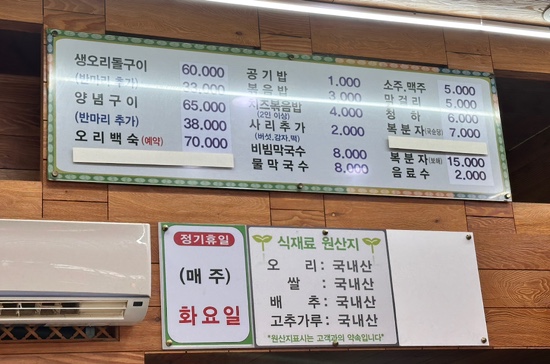 생오리돌구이 60.000
(반마리 추가) 33.000
양념구이 65.000
(반마리 추가) 38.000
오리백숙(예약) 70.000
공기밥 1.000
볶음밥 3.000
치즈볶음밥 4.000
(2인 이상)
사리추가 2.000
(버섯,감자,떡)
비빔막국수 8.000
물막국수 8.000
소주,맥주 5.000
막걸리 5.000
청하 6.000
복분자(국순당) 7.000
복분자(보해) 15.000
음료수 2.000
정기휴일
(매 주)
화요일
식재료 원산지
오 리 : 국내산
쌀 : 국내산
배 추 : 국내산
고추가루 : 국내산
"원산지표시는 고객과의 약속입니다"